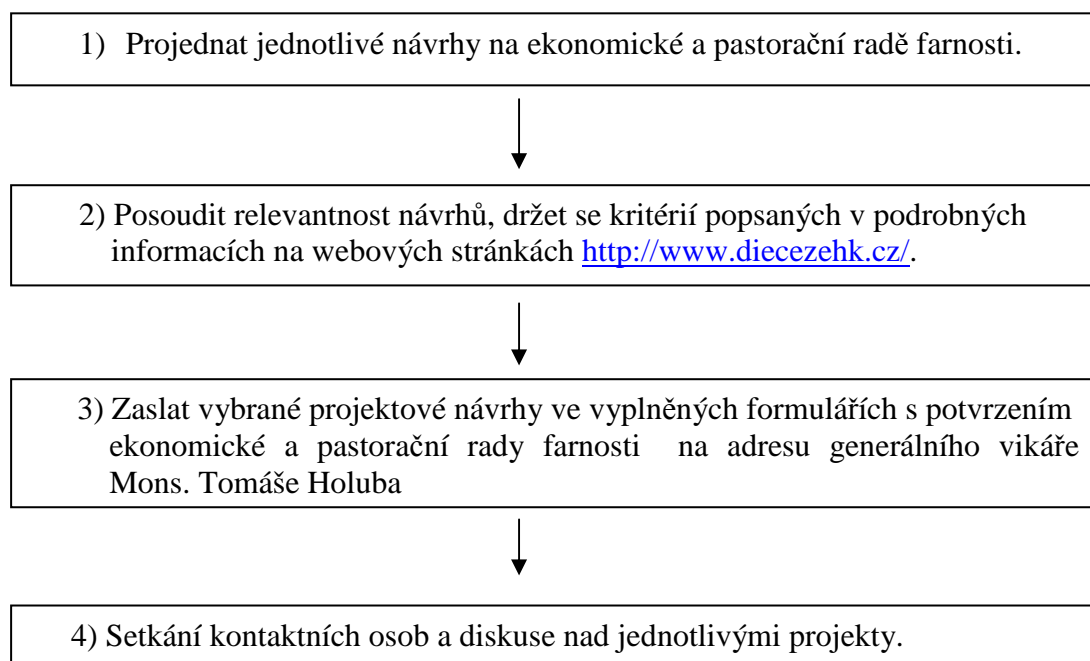 1) Projednat jednotlivé návrhy na ekonomické a pastorační radě farnosti.
2) Posoudit relevantnost návrhů, držet se kritérií popsaných v podrobných
informacích na webových stránkách http://www.diecezehk.cz/.
3) Zaslat vybrané projektové návrhy ve vyplněných formulářích s potvrzením
ekonomické a pastorační rady farnosti na adresu generálního vikáře
Mons. Tomáše Holuba
4) Setkání kontaktních osob a diskuse nad jednotlivými projekty.